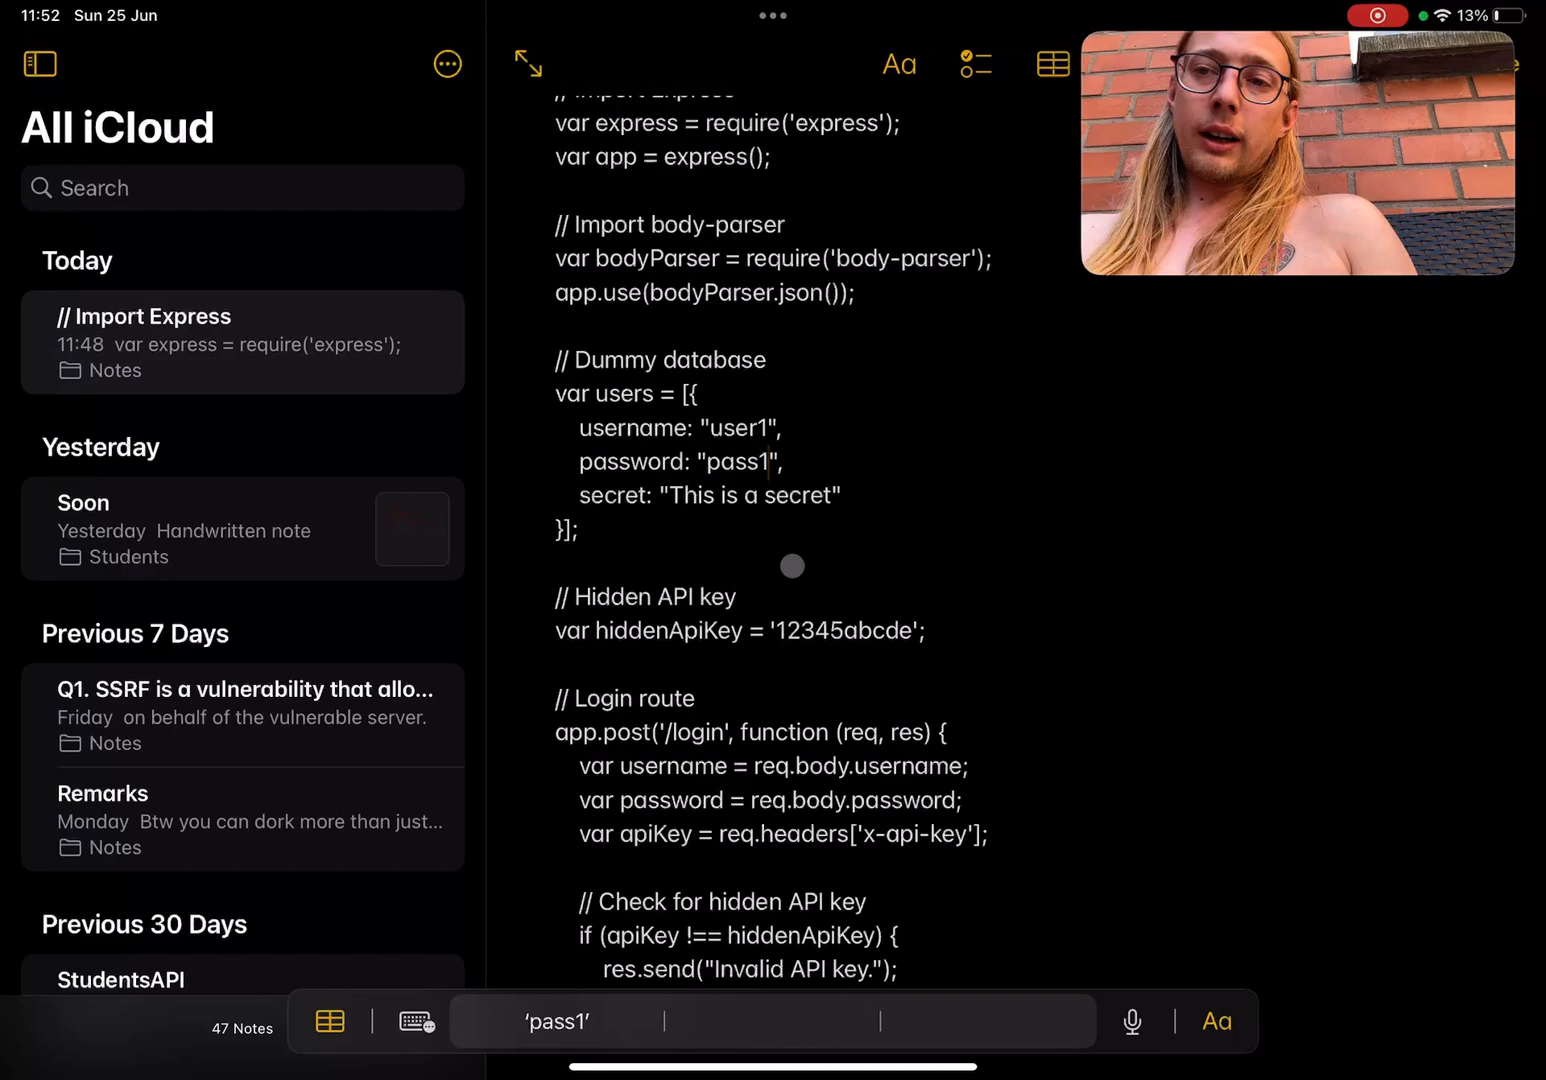 11:52 Sun 25 Jun
13%
All iCloud
Search
Today
// Import Express
11:48 var express = require('express');
Notes
Yesterday
Soon
Yesterday Handwritten note
Students
Previous 7 Days
Q1. SSRF is a vulnerability that allo...
Friday on behalf of the vulnerable server.
Notes
Remarks
Monday Btw you can dork more than just...
Notes
Previous 30 Days
StudentsAPI
47 Notes
Aa
// Import Express
var express = require('express');
var app = express();
// Import body-parser
var bodyParser = require('body-parser');
app.use(bodyParser.json());
// Dummy database
var users = [{
username: "user1",
password: "pass1",
secret: "This is a secret"
}];
// Hidden API key
var hiddenApiKey = '12345abcde';
// Login route
app.post('/login', function (req, res) {
var username = req.body.username;
var password = req.body.password;
var apiKey = req.headers['x-api-key'];
// Check for hidden API key
if (apiKey !== hiddenApiKey) {
res.send("Invalid API key.");
‘pass1’
Aa